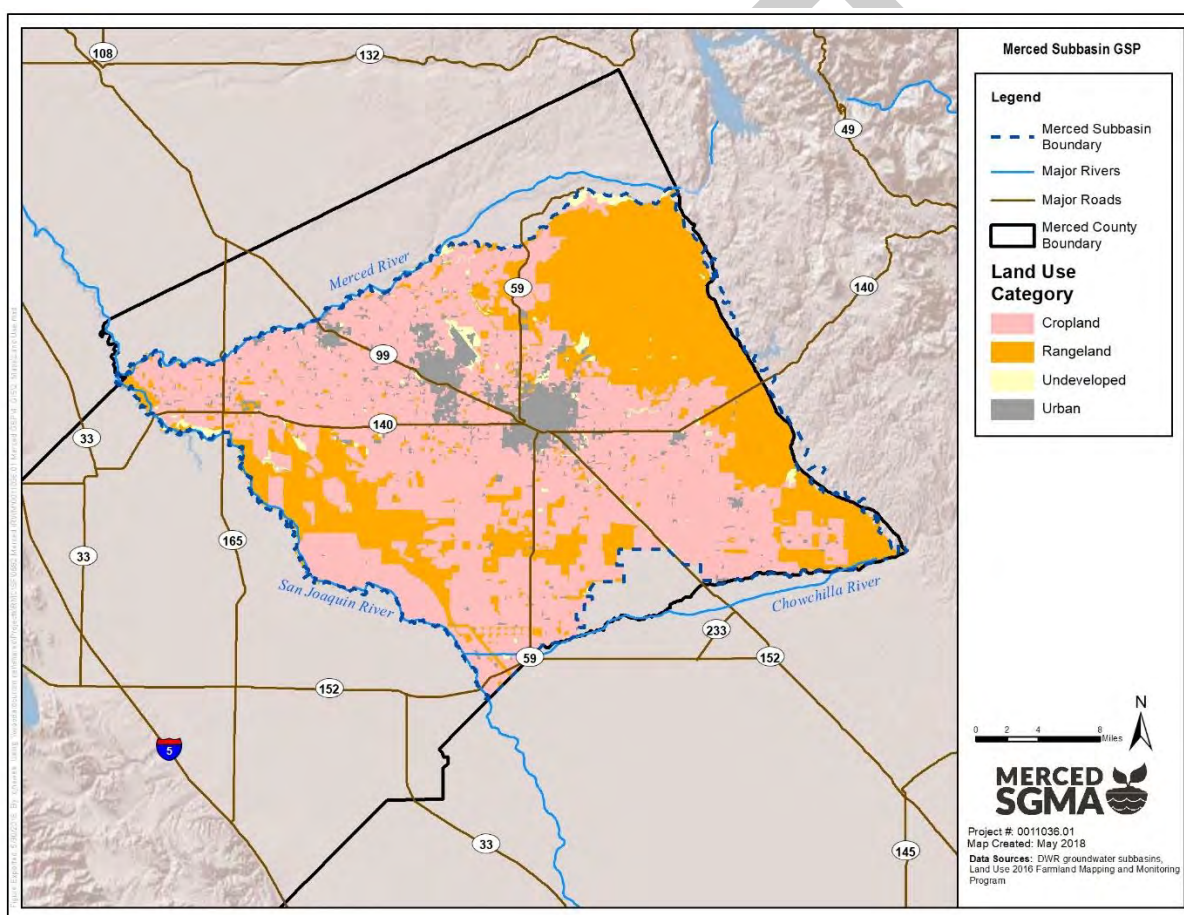 Merced Subbasin GSP
Legend
Merced Subbasin
Boundary
Major Rivers
Major Roads
Merced County
Boundary
Land Use
Category
Cropland
Rangeland
Undeveloped
Urban
108
132
49
Merced River
59
140
99
140
33
165
33
San Joaquin River
Chowchilla River
233
59
152
152
5
33
145
N
0 2 4 8
Miles
MERCED
SGMA
Project #: 0011036.01
Map Created: May 2018
Data Sources: DWR groundwater subbasins,
Land Use 2016 Farmland Mapping and Monitoring
Program